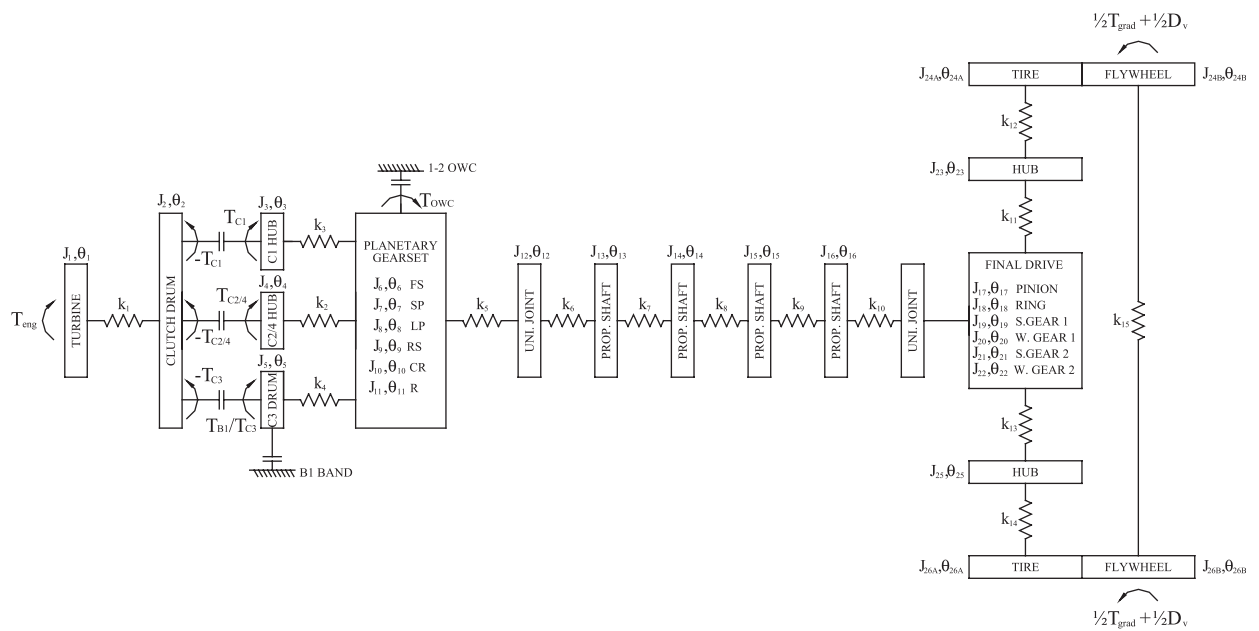 ½T_grad + ½D_v
J_24A,θ_24A
TIRE
FLYWHEEL
J_24B,θ_24B
k_12
1-2 OWC
J_23,θ_23
HUB
T_OWC
J_2,θ_2
T_C1
J_3,θ_3
k_3
C1 HUB
-T_C1
k_11
PLANETARY
GEARSET
J_6,θ_6 FS
J_7,θ_7 SP
J_8,θ_8 LP
J_9,θ_9 RS
J_10,θ_10 CR
J_11,θ_11 R
J_1,θ_1
T_eng
TURBINE
k_1
CLUTCH DRUM
T_C2/4
J_4,θ_4
k_2
C2/4 HUB
-T_C2/4
J_5,θ_5
-T_C3
k_4
C3 DRUM
T_B1/T_C3
B1 BAND
k_5
J_12,θ_12
UNI. JOINT
k_6
J_13,θ_13
PROP. SHAFT
k_7
J_14,θ_14
PROP. SHAFT
k_8
J_15,θ_15
PROP. SHAFT
k_9
J_16,θ_16
PROP. SHAFT
k_10
UNI. JOINT
FINAL DRIVE
J_17,θ_17 PINION
J_18,θ_18 RING
J_19,θ_19 S.GEAR 1
J_20,θ_20 W. GEAR 1
J_21,θ_21 S.GEAR 2
J_22,θ_22 W. GEAR 2
k_15
k_13
J_25,θ_25
HUB
k_14
J_26A,θ_26A
TIRE
FLYWHEEL
J_26B,θ_26B
½T_grad + ½D_v